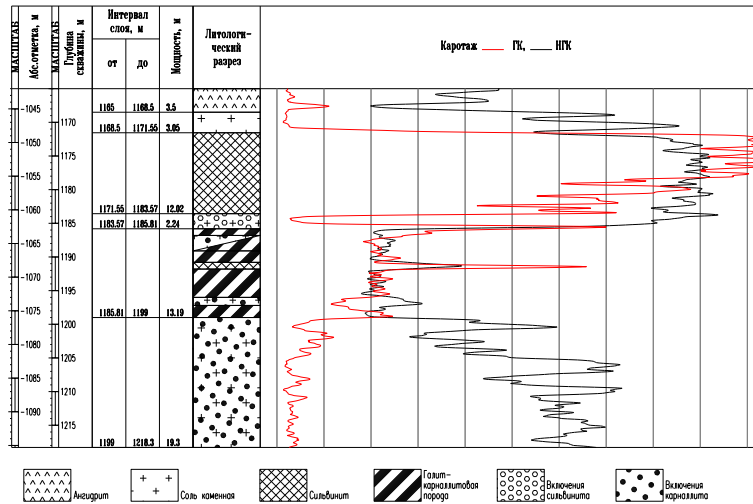 МАСШТАБ
Абс.отметка, м
МАСШТАБ
Глубина
скважины, м
Интервал
слоя, м
от
до
Мощность, м
Литологи-
ческий
разрез
Каротаж ГК, НГК
1165 1168.5 3.5
1168.5 1171.55 3.05
1171.55 1183.57 12.02
1183.57 1185.81 2.24
1185.81 1199 13.19
1199 1218.3 19.3
-1045
-1050
-1055
-1060
-1065
-1070
-1075
-1080
-1085
-1090
1170
1175
1180
1185
1190
1195
1200
1205
1210
1215
Ангидрит
Соль каменная
Сильвинит
Галит-
карналлитовая
порода
Включения
сильвинита
Включения
карналлита